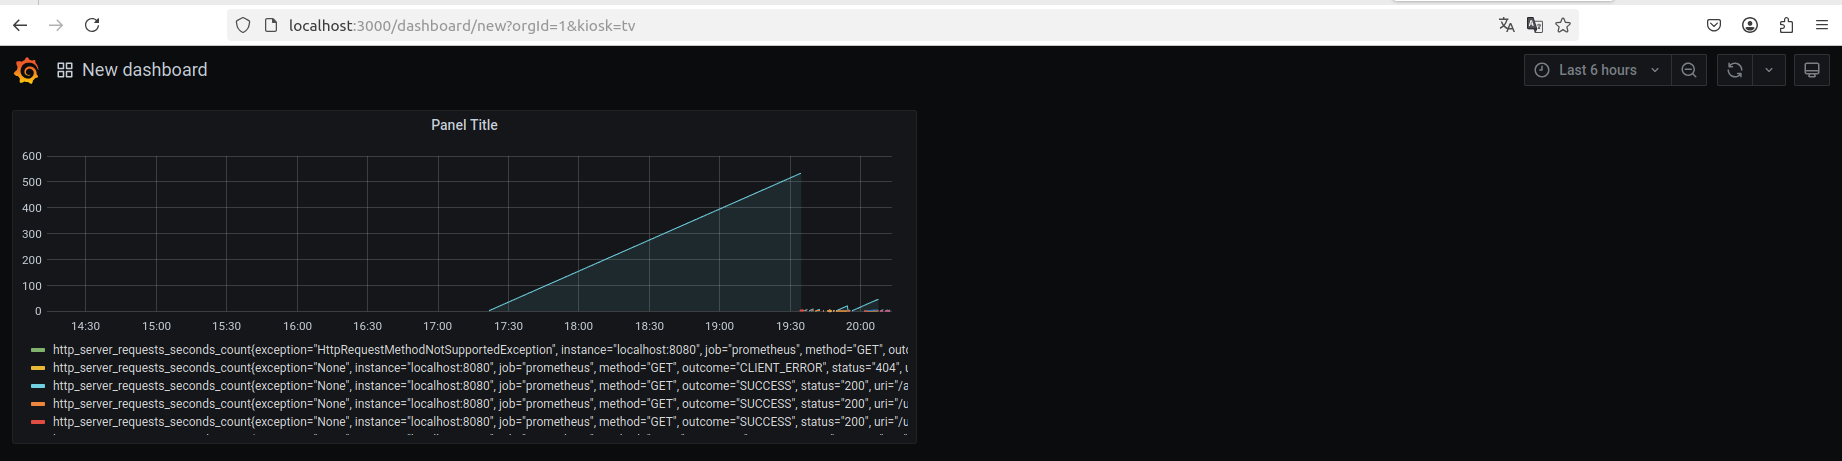 localhost:3000/dashboard/new?orgId=1&kiosk=tv
New dashboard
Last 6 hours
Panel Title
600
500
400
300
200
100
0
14:30 15:00 15:30 16:00 16:30 17:00 17:30 18:00 18:30 19:00 19:30 20:00
http_server_requests_seconds_count{exception="HttpRequestMethodNotSupportedException", instance="localhost:8080", job="prometheus", method="GET",
http_server_requests_seconds_count{exception="None", instance="localhost:8080", job="prometheus", method="GET", outcome="CLIENT_ERROR", status="404",
http_server_requests_seconds_count{exception="None", instance="localhost:8080", job="prometheus", method="GET", outcome="SUCCESS", status="200", uri="/a
http_server_requests_seconds_count{exception="None", instance="localhost:8080", job="prometheus", method="GET", outcome="SUCCESS", status="200", uri="/u
http_server_requests_seconds_count{exception="None", instance="localhost:8080", job="prometheus", method="GET", outcome="SUCCESS", status="200", uri="/u